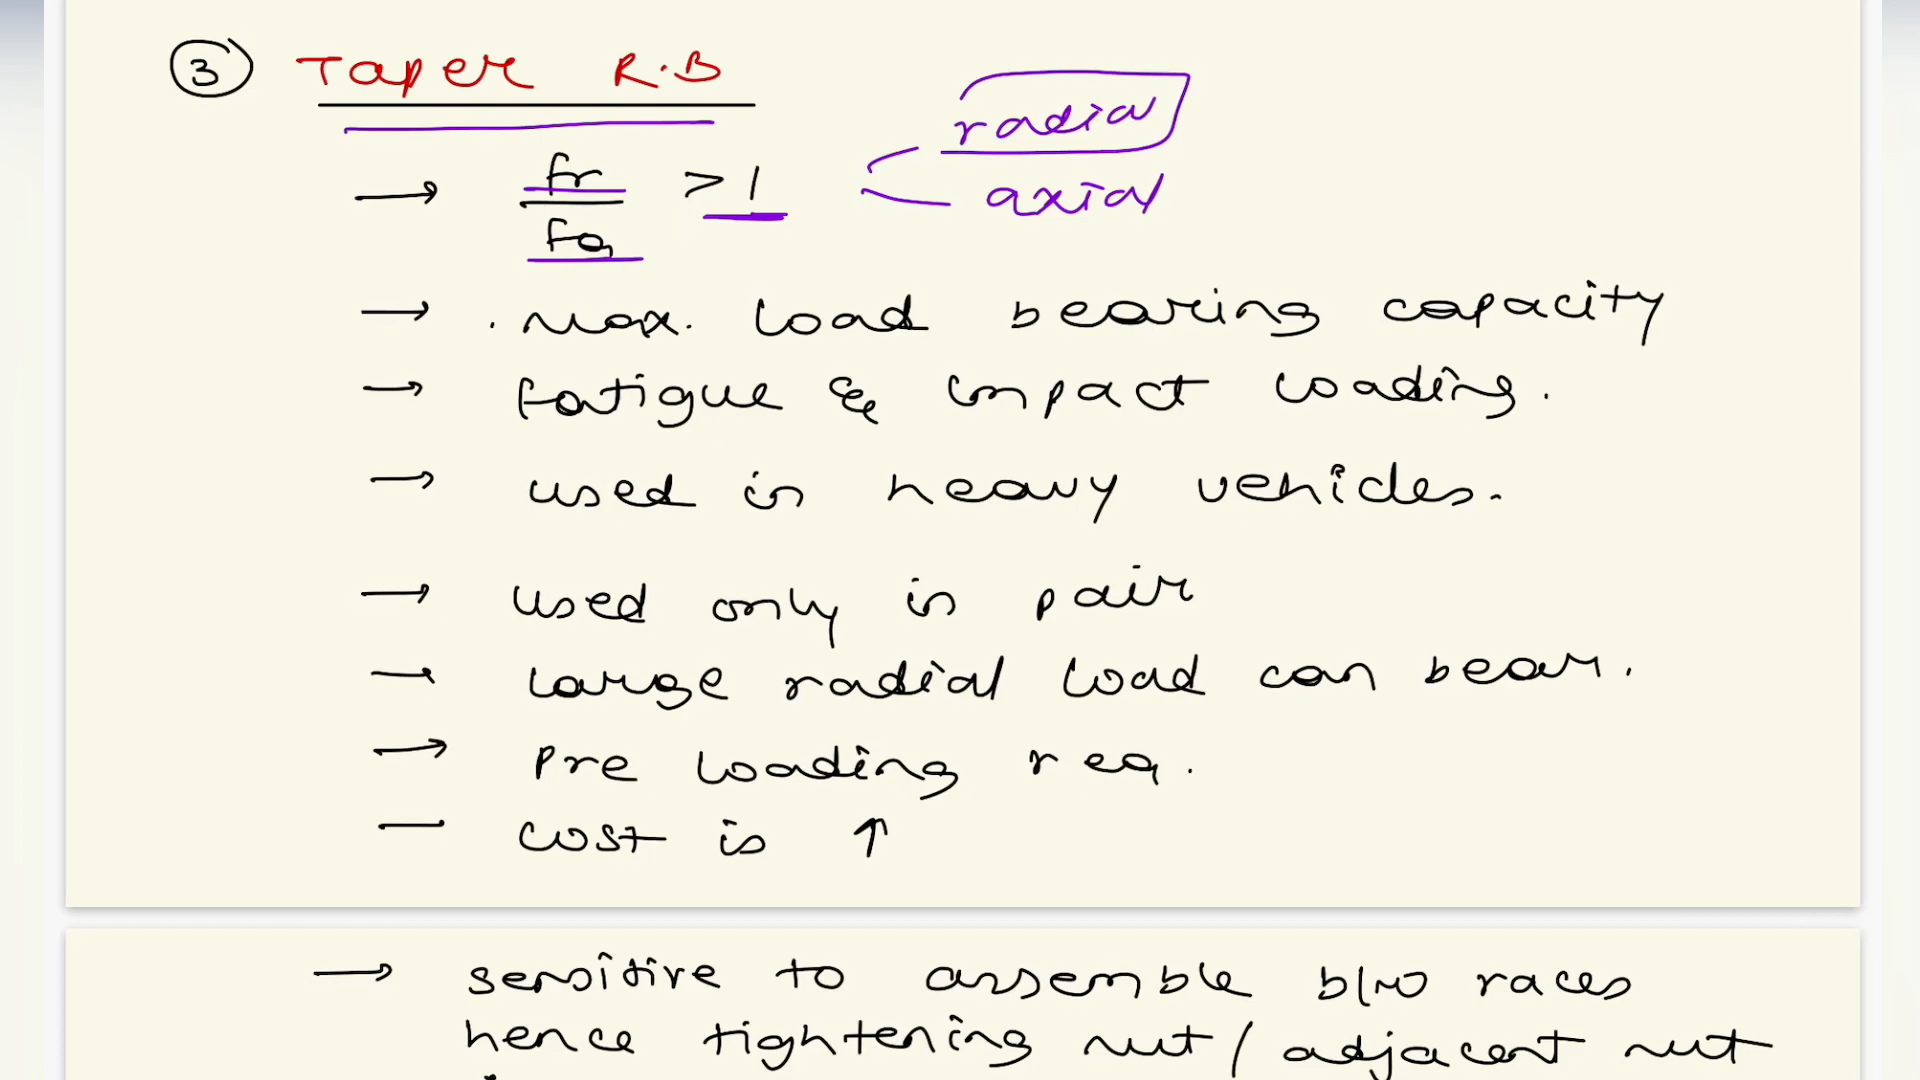 3 Taper R.B
→ fr/fa > 1 < radial
axial
→ . Max. load bearing capacity
→ fatigue & Impact loading.
→ used in heavy vehicles.
→ used only in pair
→ large radial load can bear.
→ Pre loading req.
— cost is ↑
→ sensitive to assemble b/w races
hence tightening nut / adjacent nut